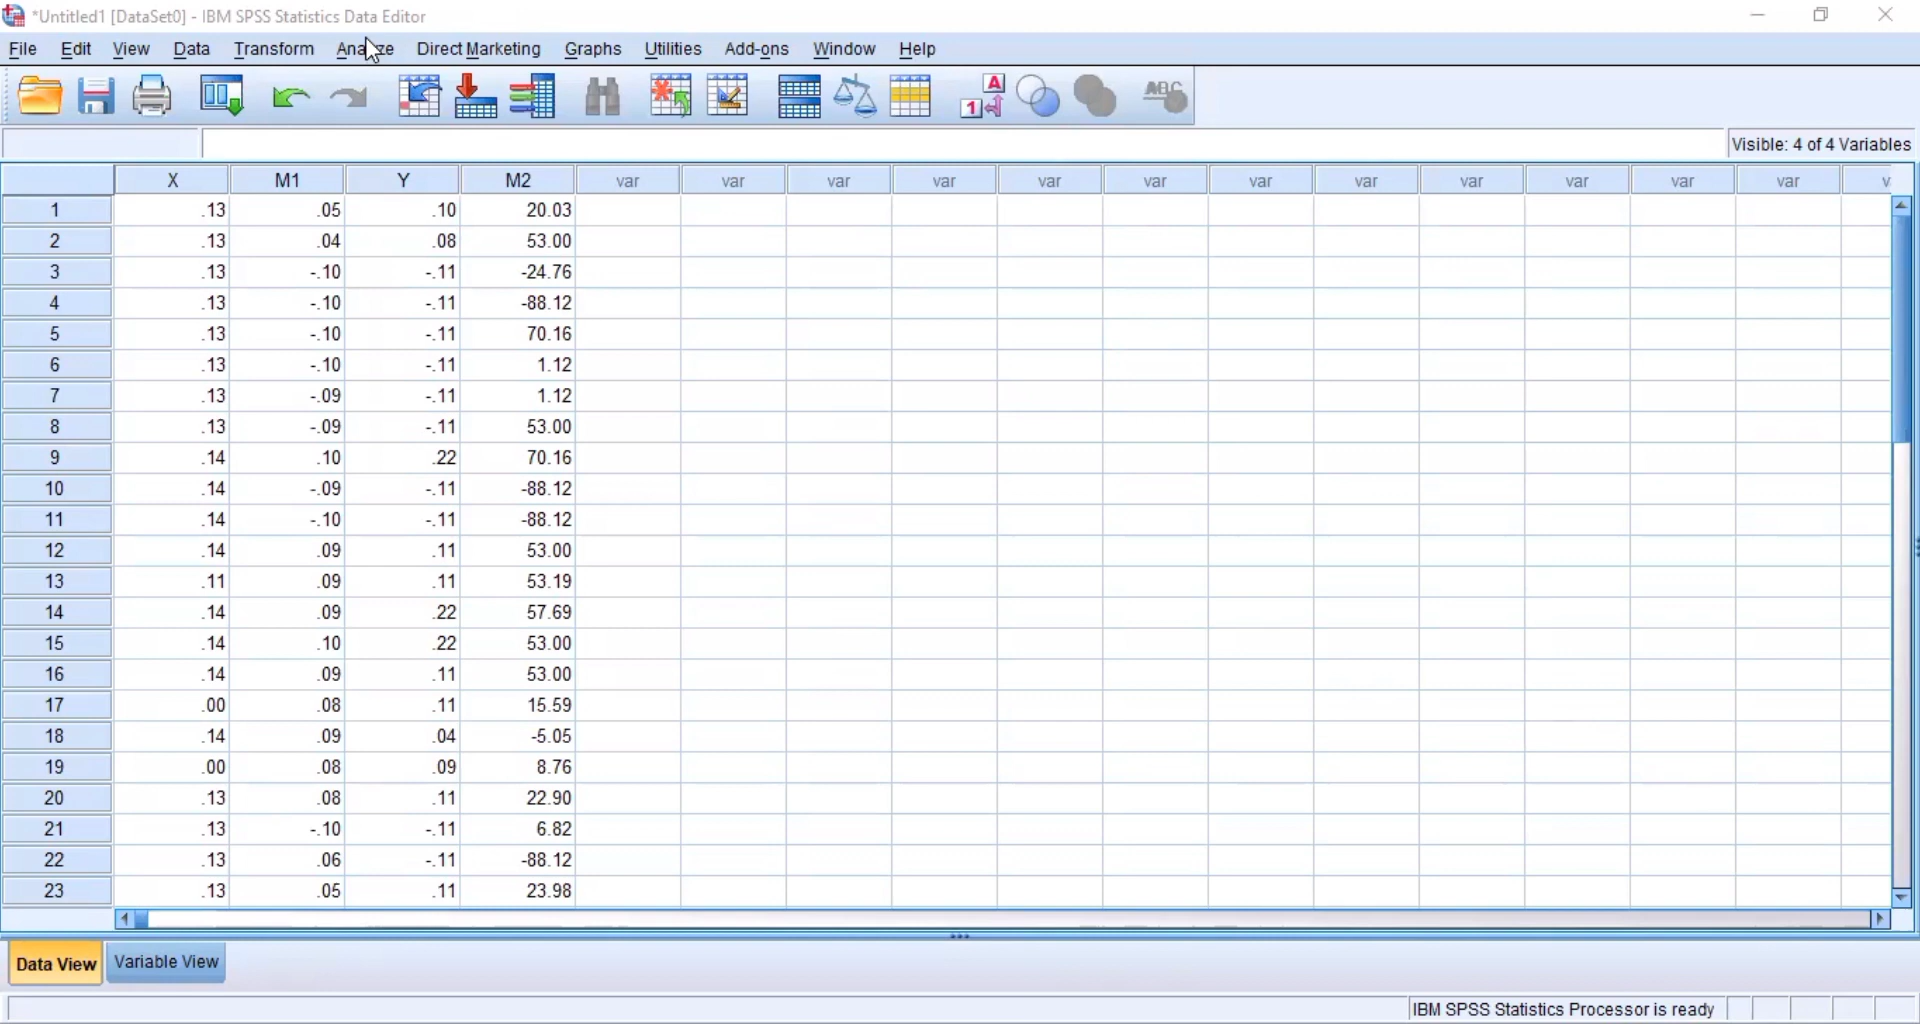 *Untitled1 [DataSet0] - IBM SPSS Statistics Data Editor
File Edit View Data Transform Analyze Direct Marketing Graphs Utilities Add-ons Window Help
Visible: 4 of 4 Variables
X M1 Y M2 var var var var var var var var var var var var v
1 .13 .05 .10 20.03
2 .13 .04 .08 53.00
3 .13 -.10 -.11 -24.76
4 .13 -.10 -.11 -88.12
5 .13 -.10 -.11 70.16
6 .13 -.10 -.11 1.12
7 .13 -.09 -.11 1.12
8 .13 -.09 -.11 53.00
9 .14 .10 .22 70.16
10 .14 -.09 -.11 -88.12
11 .14 -.10 -.11 -88.12
12 .14 .09 .11 53.00
13 .11 .09 .11 53.19
14 .14 .09 .22 57.69
15 .14 .10 .22 53.00
16 .14 .09 .11 53.00
17 .00 .08 .11 15.59
18 .14 .09 .04 -5.05
19 .00 .08 .09 8.76
20 .13 .08 .11 22.90
21 .13 -.10 -.11 6.82
22 .13 .06 -.11 -88.12
23 .13 .05 .11 23.98
Data View Variable View
IBM SPSS Statistics Processor is ready